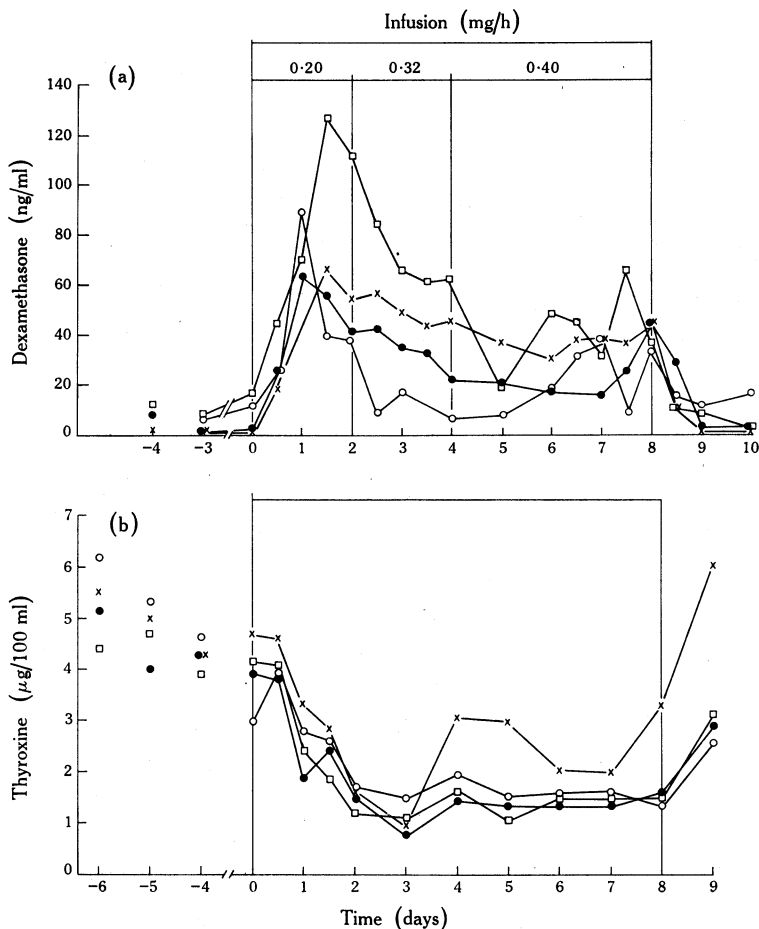 Infusion (mg/h)
0·20 0·32 0·40
(a)
140
120
100
80
60
40
20
0
Dexamethasone (ng/ml)
-4 -3 0 1 2 3 4 5 6 7 8 9 10
(b)
7
6
5
4
3
2
1
0
Thyroxine (μg/100 ml)
-6 -5 -4 0 1 2 3 4 5 6 7 8 9
Time (days)